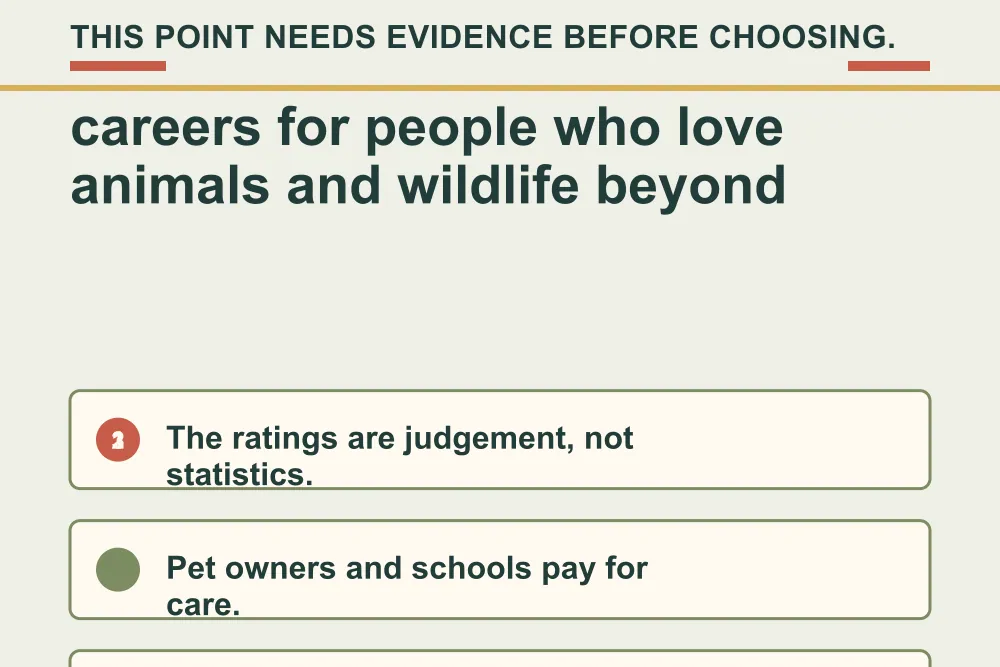 THIS POINT NEEDS EVIDENCE BEFORE CHOOSING.
careers for people who love
animals and wildlife beyond
The ratings are judgement, not
statistics.
Pet owners and schools pay for
care.